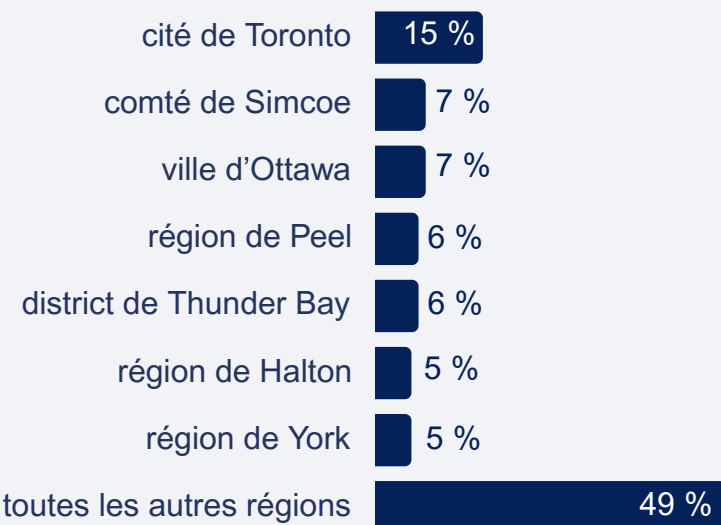 cité de Toronto 15 %
comté de Simcoe 7 %
ville d’Ottawa 7 %
région de Peel 6 %
district de Thunder Bay 6 %
région de Halton 5 %
région de York 5 %
toutes les autres régions 49 %